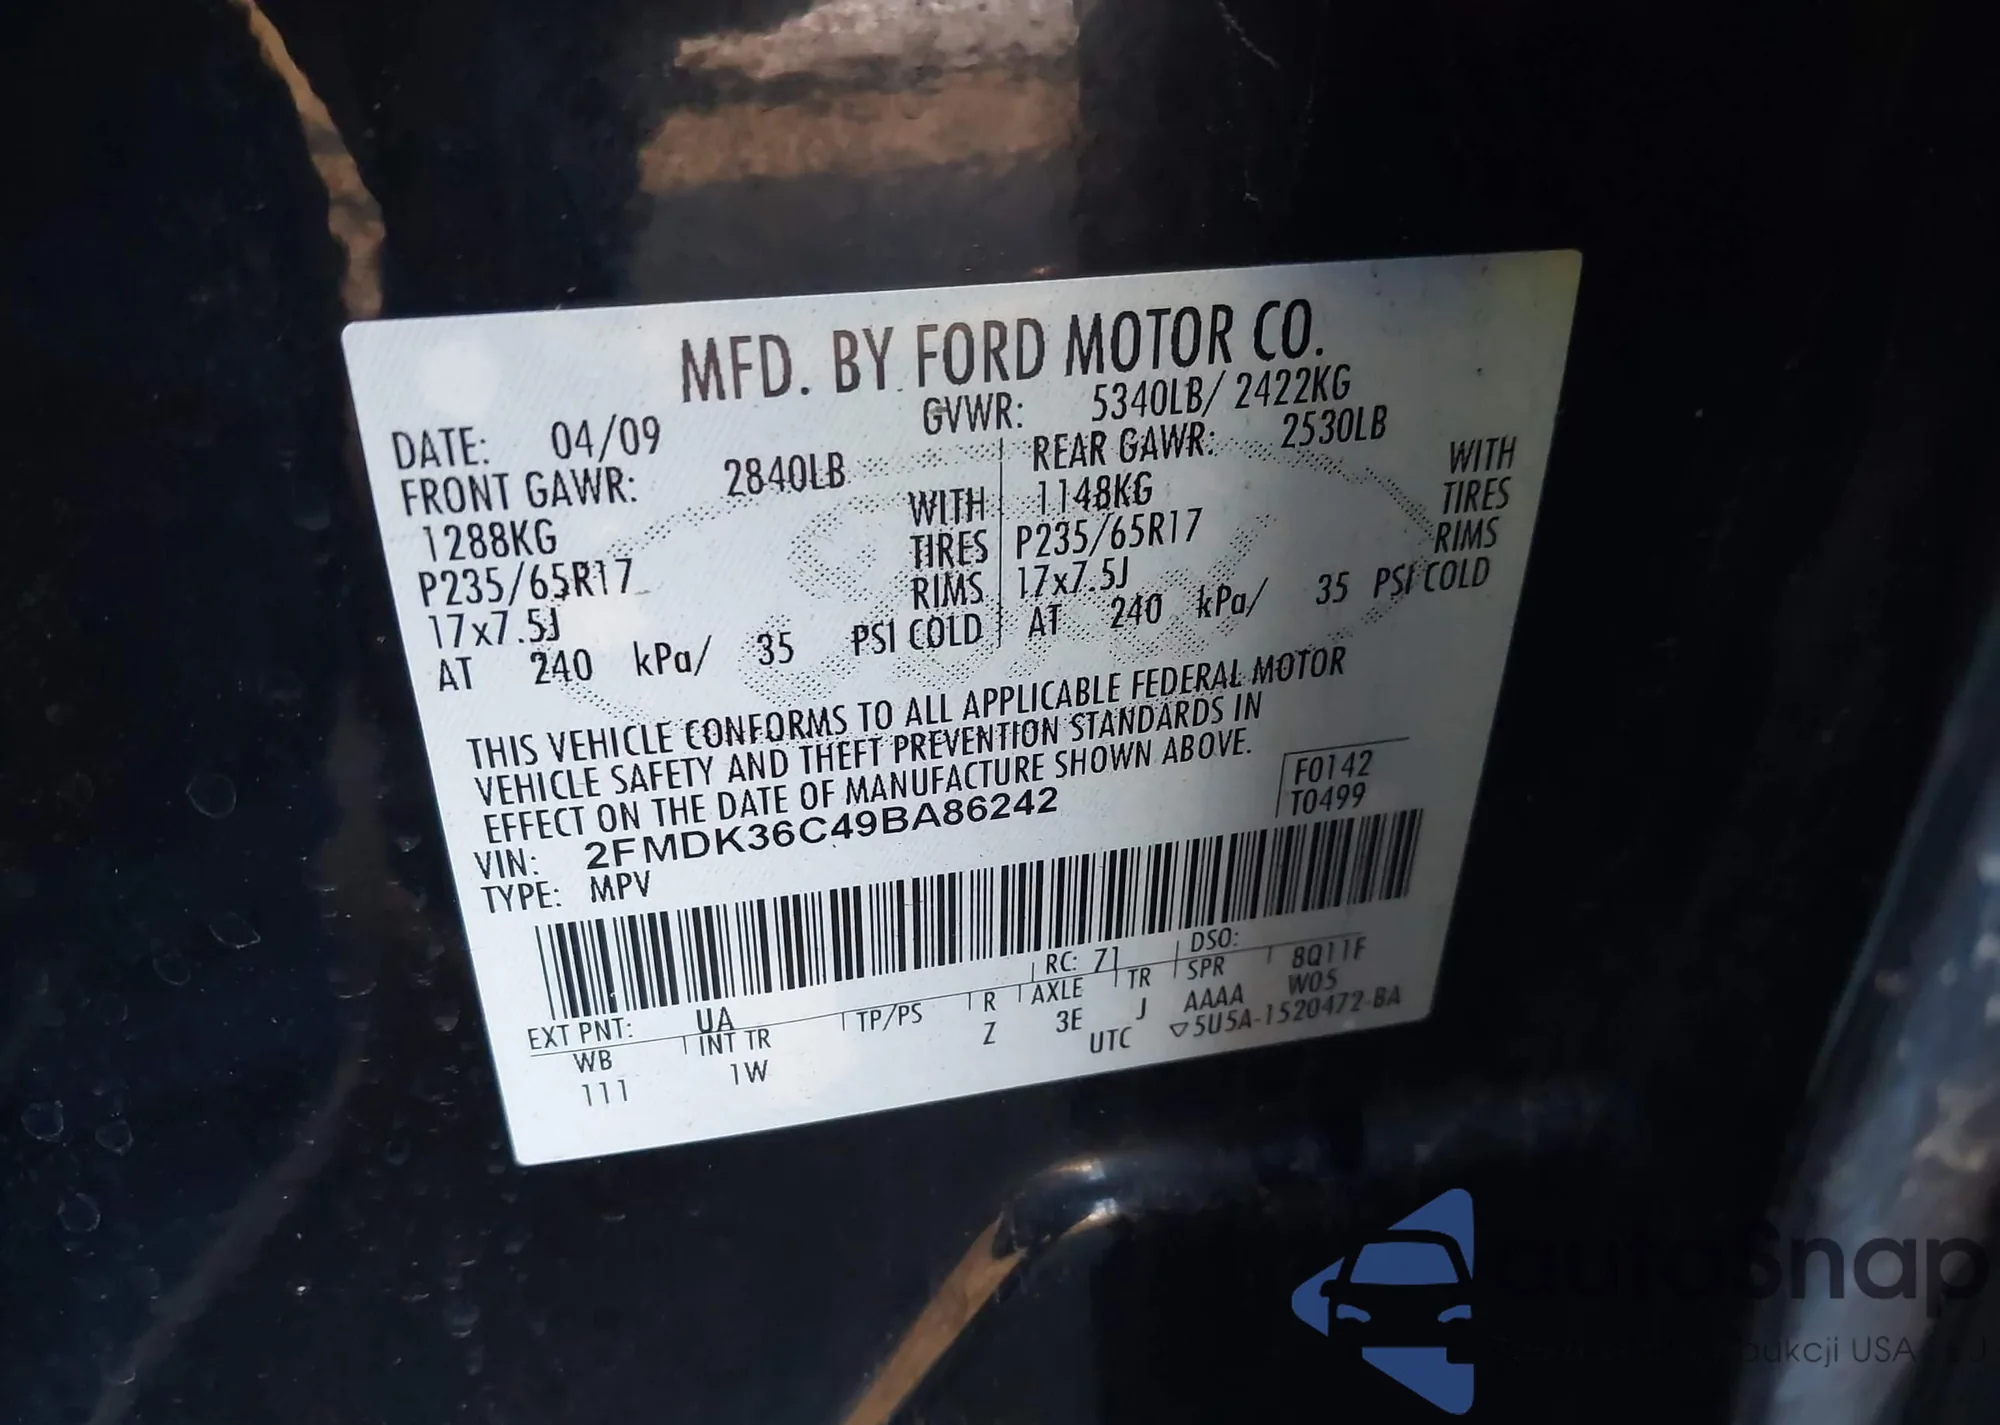 MFD. BY FORD MOTOR CO.
DATE: 04/09 GVWR: 5340LB/ 2422KG
FRONT GAWR: 2840LB REAR GAWR: 2530LB
1288KG WITH 1148KG WITH
P235/65R17 TIRES P235/65R17 TIRES
17x7.5J RIMS 17x7.5J RIMS
AT 240 kPa/ 35 PSI COLD AT 240 kPa/ 35 PSI COLD
THIS VEHICLE CONFORMS TO ALL APPLICABLE FEDERAL MOTOR
VEHICLE SAFETY AND THEFT PREVENTION STANDARDS IN
EFFECT ON THE DATE OF MANUFACTURE SHOWN ABOVE.
VIN: 2FMDK36C49BA86242 F0142
TYPE: MPV T0499
EXT PNT: UA RC: 71 DSO:
WB INT TR TP/PS R AXLE TR SPR 8Q11F
111 1W Z 3E J AAAA W05
UTC ▽5U5A-1520472-BA
autoSnap
USA